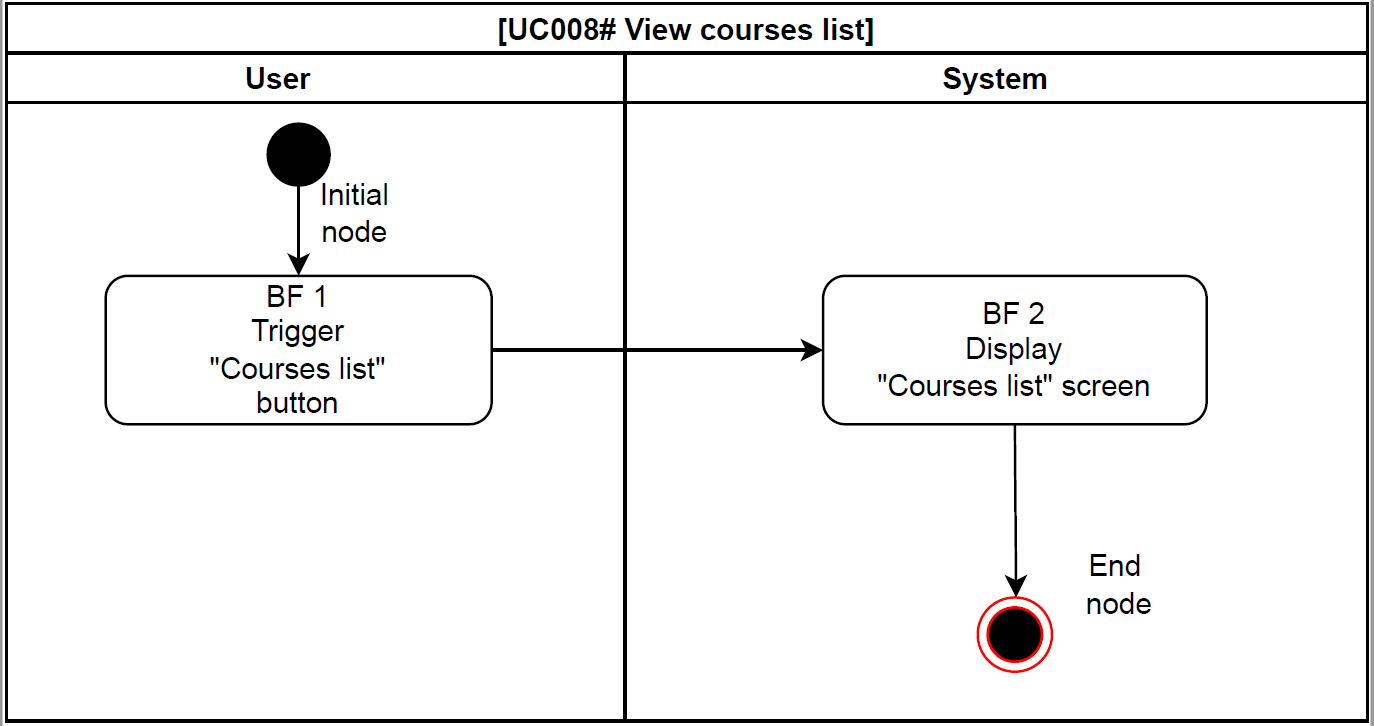 [UC008# View courses list]
User
System
Initial
node
BF 1
Trigger
"Courses list"
button
BF 2
Display
"Courses list" screen
End
node